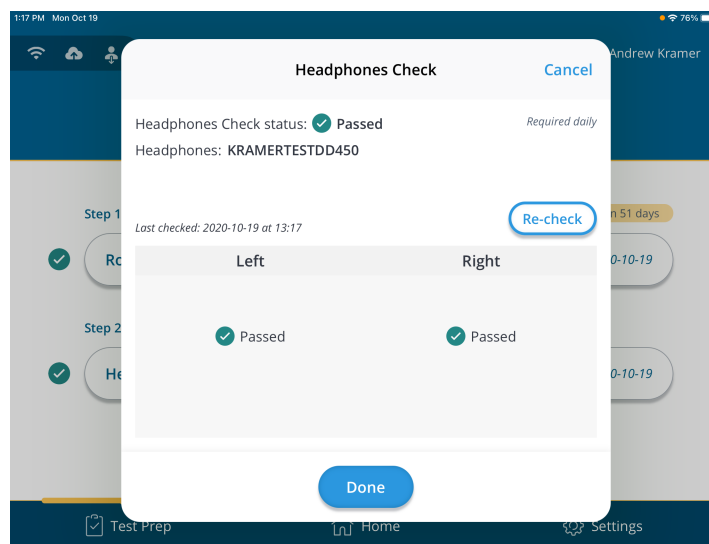 1:17 PM Mon Oct 19
76%
Andrew Kramer
Headphones Check
Cancel
Headphones Check status: Passed
Required daily
Headphones: KRAMERTESTDD450
Step 1
51 days
Last checked: 2020-10-19 at 13:17
Re-check
Left
Right
0-10-19
Passed
Passed
Step 2
0-10-19
Done
Test Prep
Home
Settings